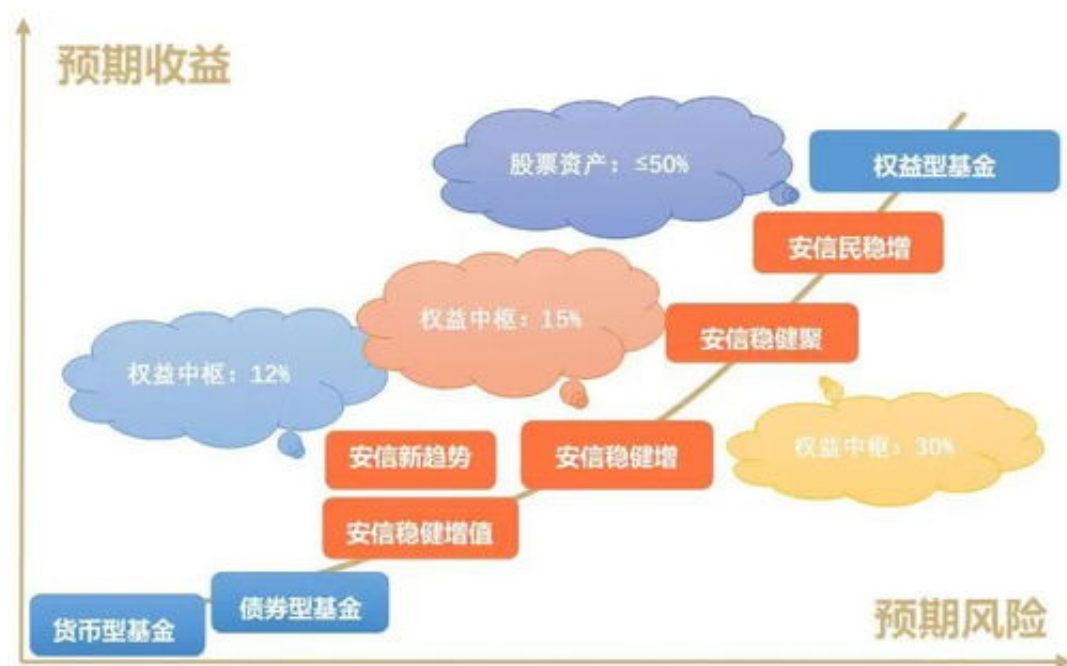 预期收益
股票资产：≤50%
权益型基金
安信民稳增
权益中枢：15%
安信稳健聚
权益中枢：12%
权益中枢：30%
安信新趋势
安信稳健增
安信稳健增值
债券型基金
货币型基金
预期风险